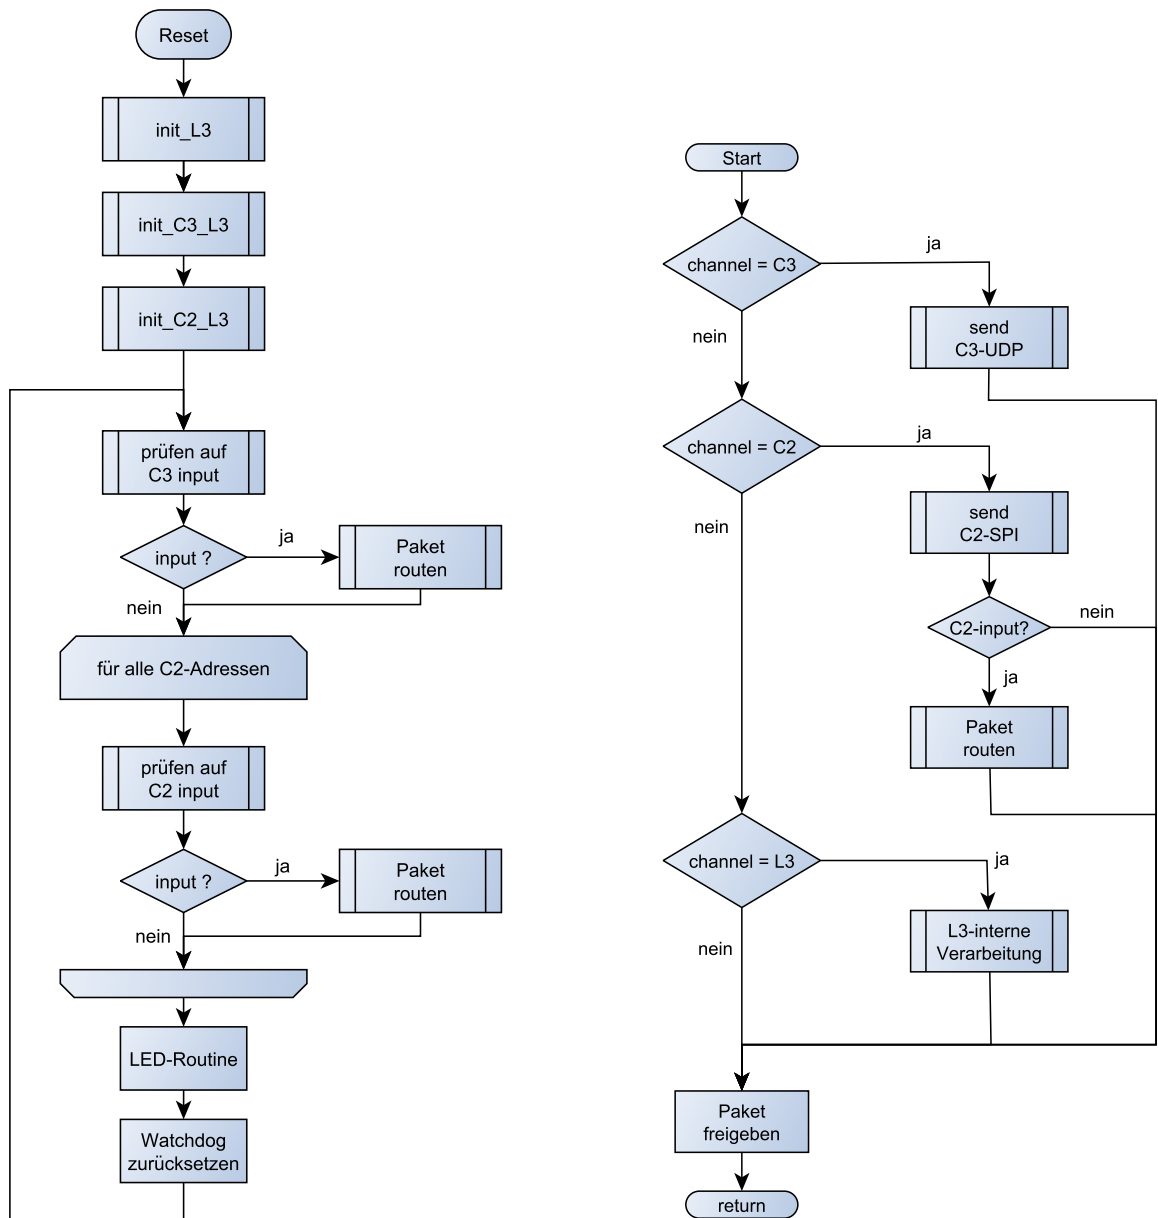 Reset
init_L3
init_C3_L3
init_C2_L3
prüfen auf
C3 input
input ?
ja
Paket
routen
nein
für alle C2-Adressen
prüfen auf
C2 input
input ?
ja
Paket
routen
nein
LED-Routine
Watchdog
zurücksetzen
Start
channel = C3
ja
send
C3-UDP
nein
channel = C2
ja
send
C2-SPI
nein
C2-input?
nein
ja
Paket
routen
channel = L3
ja
L3-interne
Verarbeitung
nein
Paket
freigeben
return